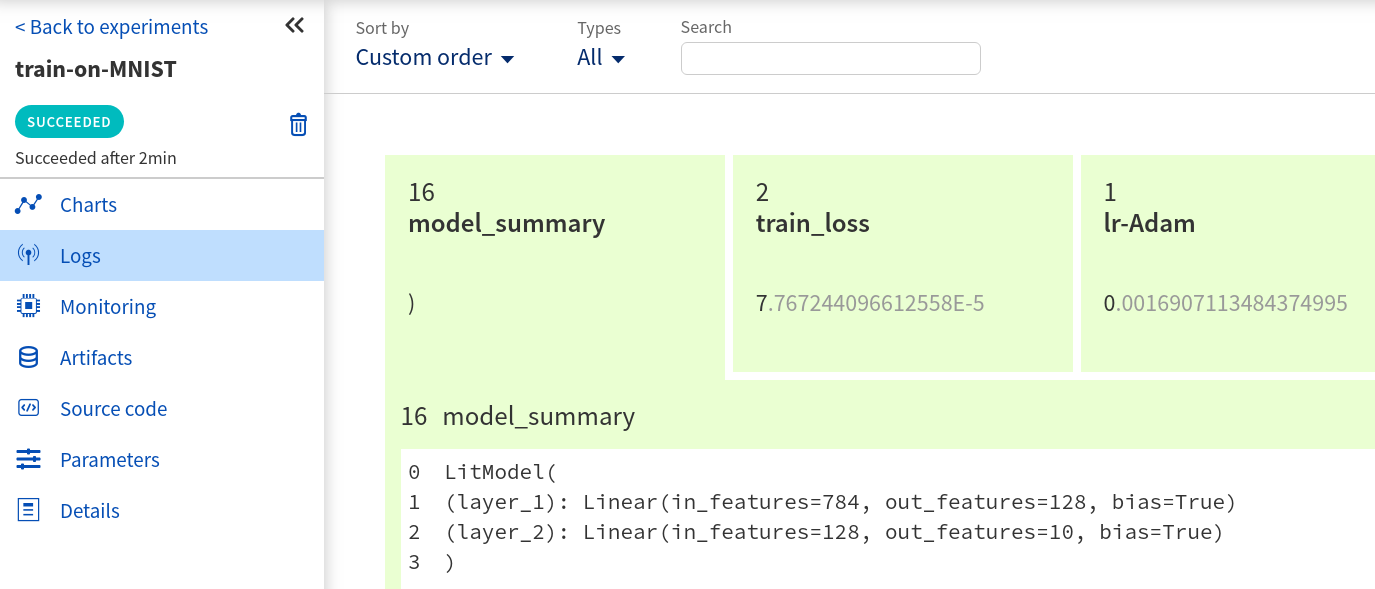 < Back to experiments
train-on-MNIST
SUCCEEDED
Succeeded after 2min
Charts
Logs
Monitoring
Artifacts
Source code
Parameters
Details
Sort by
Custom order
Types
All
Search
16
model_summary
)
2
train_loss
7.767244096612558E-5
1
lr-Adam
0.0016907113484374995
16 model_summary
0 LitModel(
1 (layer_1): Linear(in_features=784, out_features=128, bias=True)
2 (layer_2): Linear(in_features=128, out_features=10, bias=True)
3 )